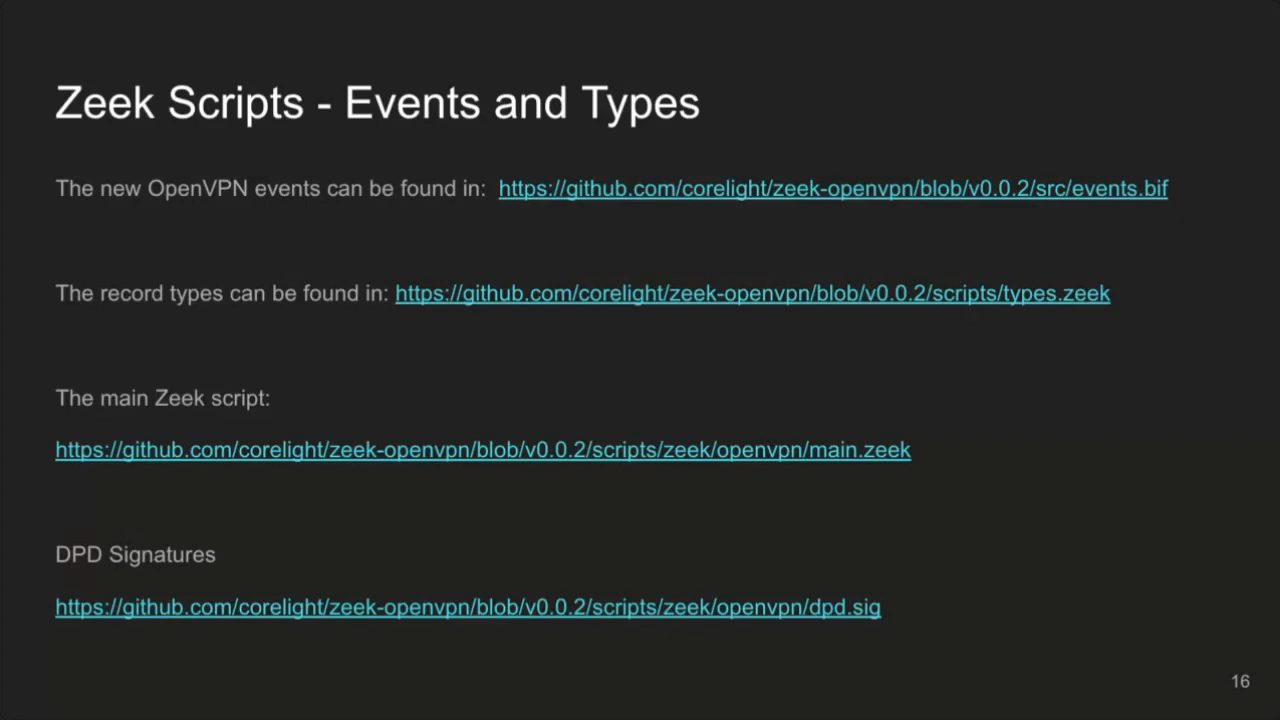 Zeek Scripts - Events and Types
The new OpenVPN events can be found in: https://github.com/corelight/zeek-openvpn/blob/v0.0.2/src/events.bif
The record types can be found in: https://github.com/corelight/zeek-openvpn/blob/v0.0.2/scripts/types.zeek
The main Zeek script:
https://github.com/corelight/zeek-openvpn/blob/v0.0.2/scripts/zeek/openvpn/main.zeek
DPD Signatures
https://github.com/corelight/zeek-openvpn/blob/v0.0.2/scripts/zeek/openvpn/dpd.sig
16